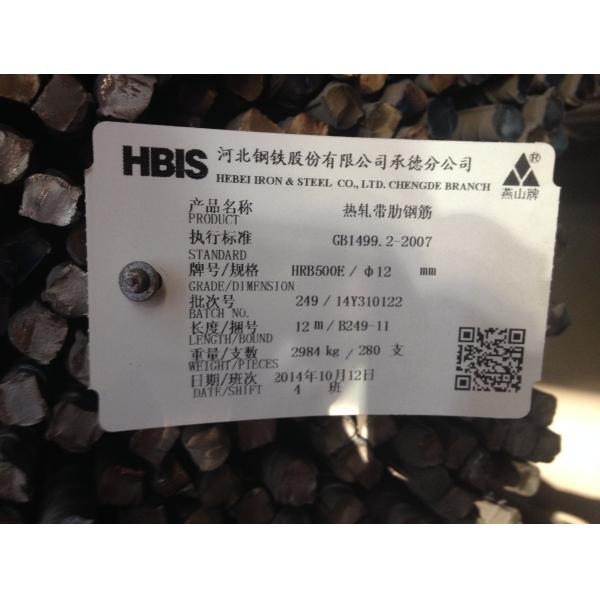 HBIS 河北钢铁股份有限公司承德分公司
HEBEI IRON & STEEL CO., LTD. CHENGDE BRANCH
®
燕山牌
产品名称 热轧带肋钢筋
PRODUCT
执行标准 GB1499.2-2007
STANDARD
牌号/规格 HRB500E / Φ12 mm
GRADE/DIMENSION
批次号 249 / 14Y310122
BATCH NO.
长度/捆号 12 m / B249-11
LENGTH/BOUND
重量/支数 2984 kg / 280 支
WEIGHT/PIECES
日期/班次 2014年10月12日
DATE/SHIFT 4 班